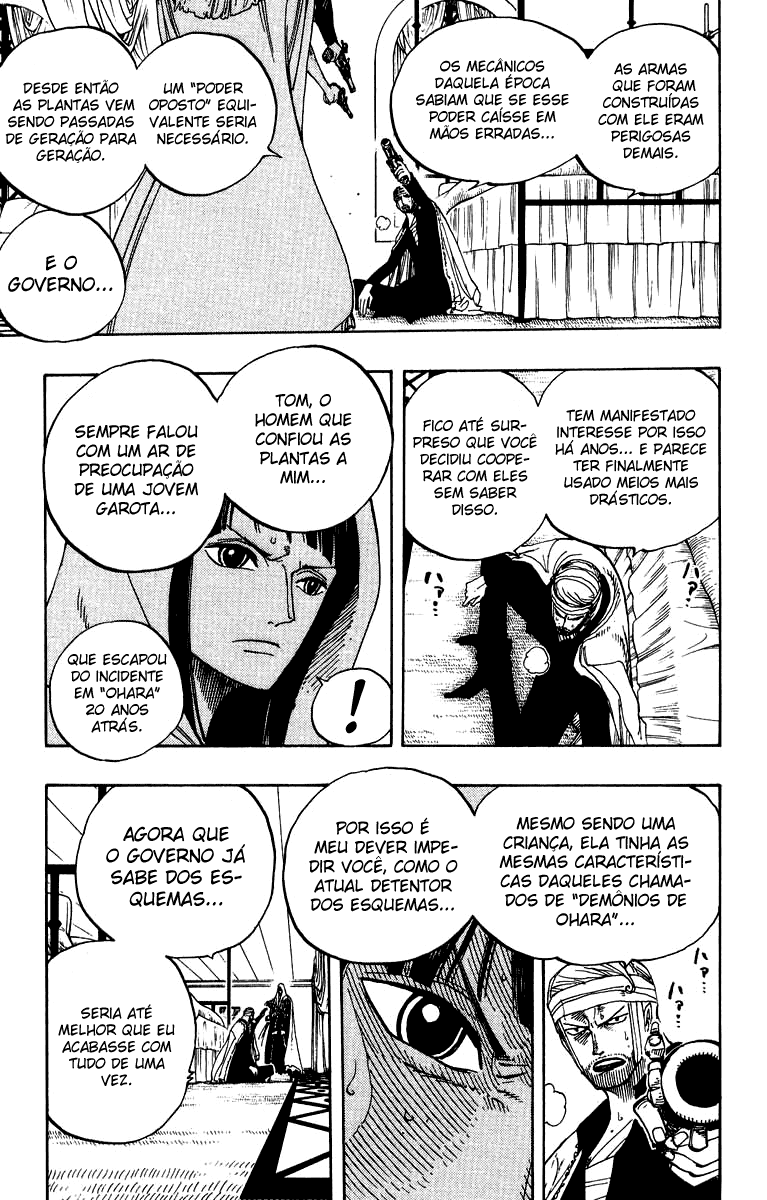 AS ARMAS
QUE FORAM
CONSTRUÍDAS
COM ELE ERAM
PERIGOSAS
DEMAIS.
OS MECÂNICOS
DAQUELA ÉPOCA
SABIAM QUE SE ESSE
PODER CAÍSSE EM
MÃOS ERRADAS...
UM "PODER
OPOSTO" EQUI-
VALENTE SERIA
NECESSÁRIO.
DESDE ENTÃO
AS PLANTAS VEM
SENDO PASSADAS
DE GERAÇÃO PARA
GERAÇÃO.
E O
GOVERNO...
TEM MANIFESTADO
INTERESSE POR ISSO
HÁ ANOS... E PARECE
TER FINALMENTE
USADO MEIOS MAIS
DRÁSTICOS.
FICO ATÉ SUR-
PRESO QUE VOCÊ
DECIDIU COOPE-
RAR COM ELES
SEM SABER
DISSO.
ハァ?
ハァ?
TOM, O
HOMEM QUE
CONFIOU AS
PLANTAS A
MIM...
SEMPRE FALOU
COM UM AR DE
PREOCUPAÇÃO
DE UMA JOVEM
GAROTA...
QUE ESCAPOU
DO INCIDENTE
EM "OHARA"
20 ANOS
ATRÁS.
!
MESMO SENDO UMA
CRIANÇA, ELA TINHA AS
MESMAS CARACTERÍSTI-
CAS DAQUELES CHAMA-
DOS DE "DEMÔNIOS DE
OHARA"...
ハァ?
ハァ?
POR ISSO É
MEU DEVER IMPE-
DIR VOCÊ, COMO O
ATUAL DETENTOR
DOS ESQUEMAS...
AGORA QUE
O GOVERNO JÁ
SABE DOS ES-
QUEMAS...
SERIA ATÉ
MELHOR QUE EU
ACABASSE COM
TUDO DE UMA
VEZ.